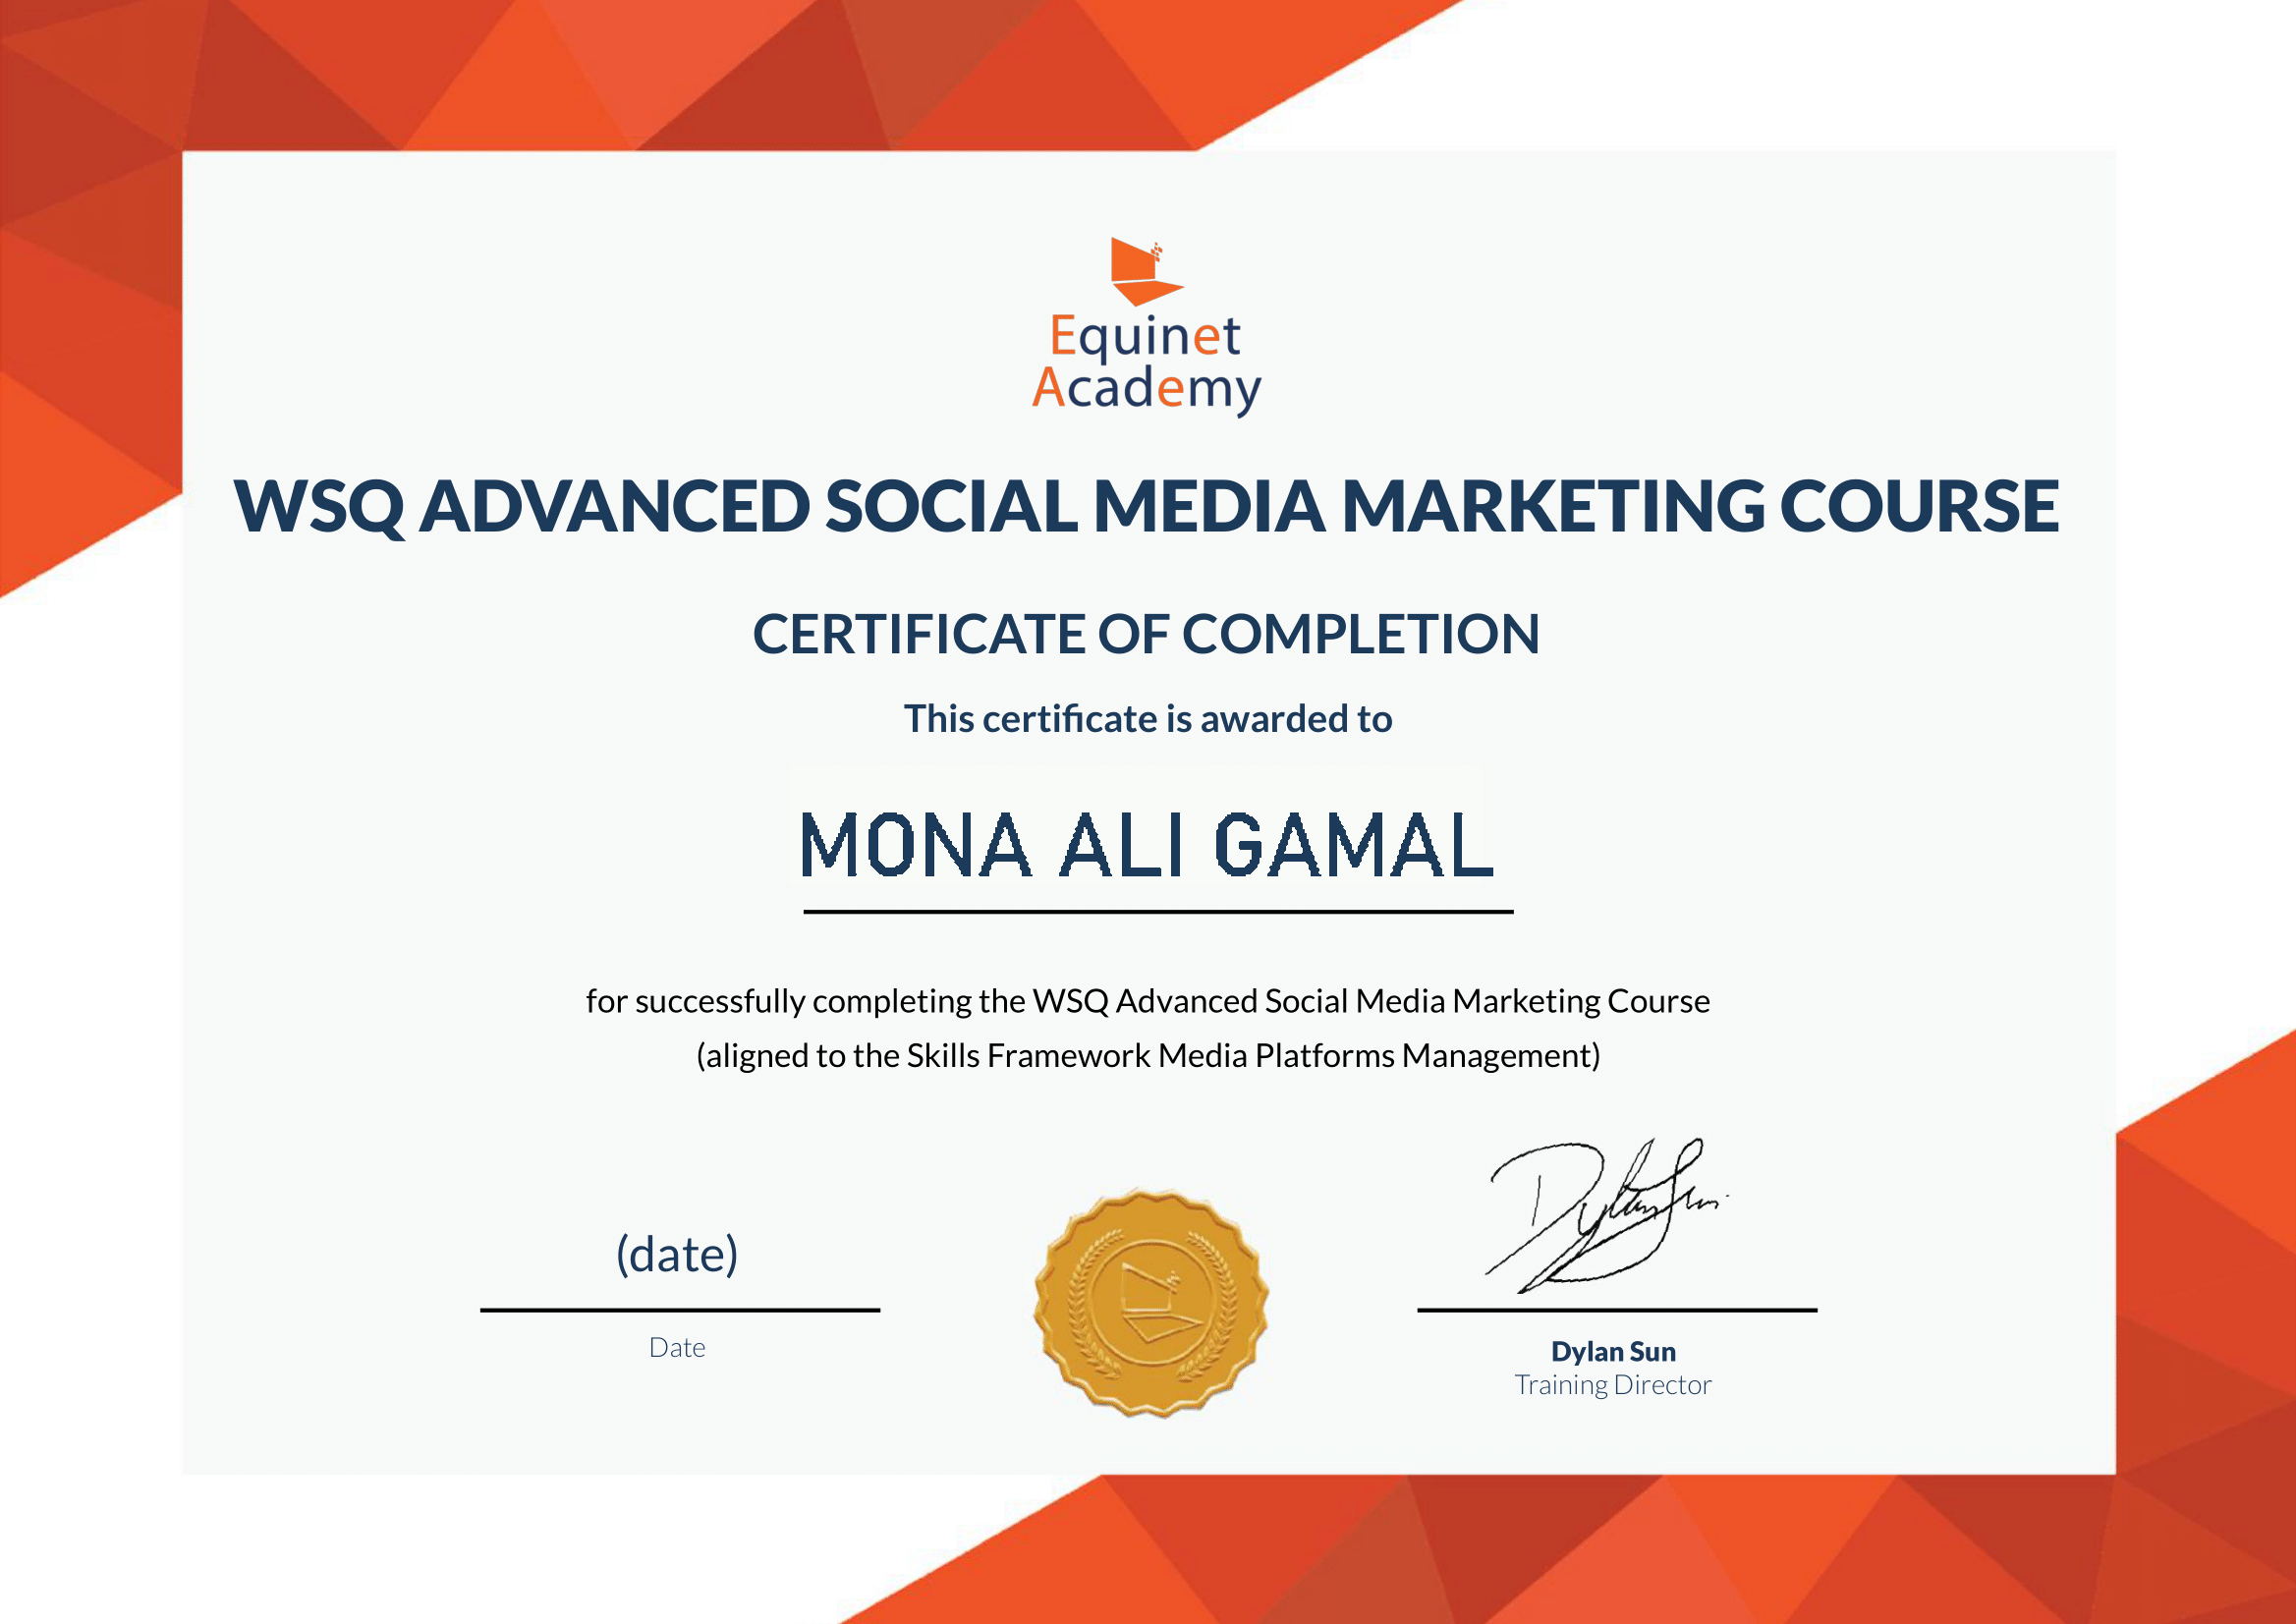 Equinet
Academy
WSQ ADVANCED SOCIAL MEDIA MARKETING COURSE
CERTIFICATE OF COMPLETION
This certificate is awarded to
MONA ALI GAMAL
for successfully completing the WSQ Advanced Social Media Marketing Course
(aligned to the Skills Framework Media Platforms Management)
(date)
Date
Dylan Sun
Dylan Sun
Training Director